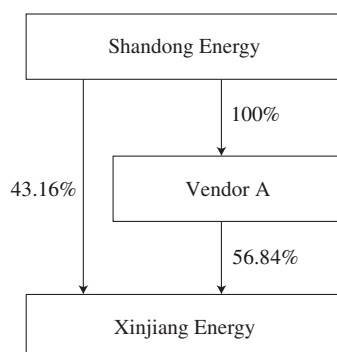 Shandong Energy
100%
43.16%
Vendor A
56.84%
Xinjiang Energy